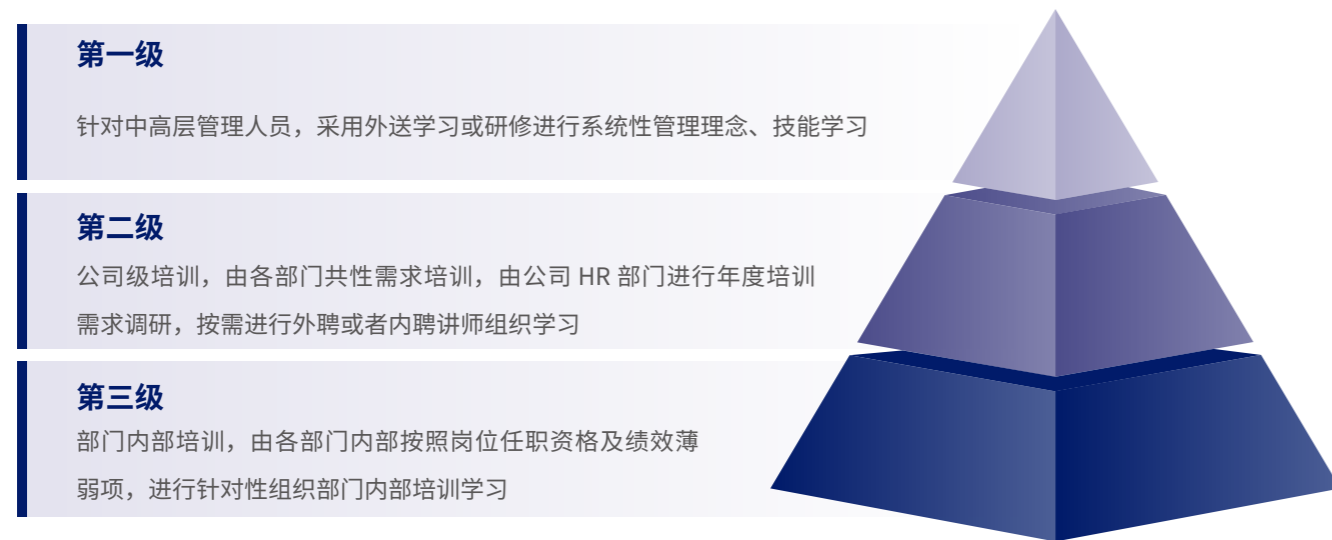 第一级
针对中高层管理人员，采用外送学习或研修进行系统性管理理念、技能学习
第二级
公司级培训，由各部门共性需求培训，由公司 HR 部门进行年度培训
需求调研，按需进行外聘或者内聘讲师组织学习
第三级
部门内部培训，由各部门内部按照岗位任职资格及绩效薄
弱项，进行针对性组织部门内部培训学习